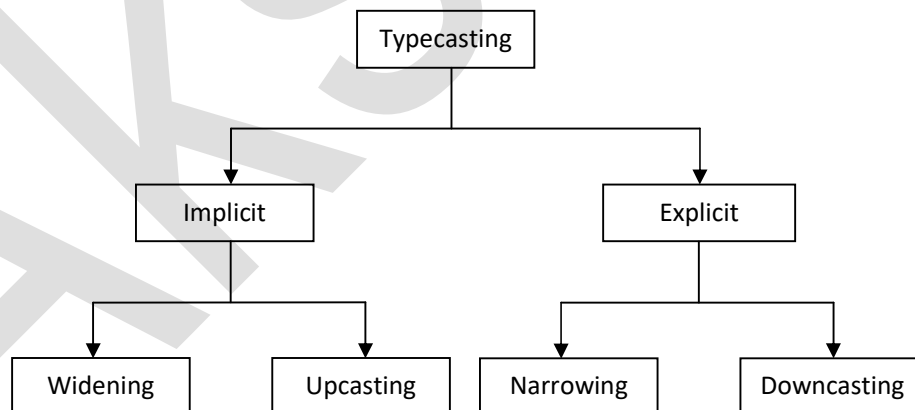 Typecasting
Implicit
Explicit
Widening
Upcasting
Narrowing
Downcasting